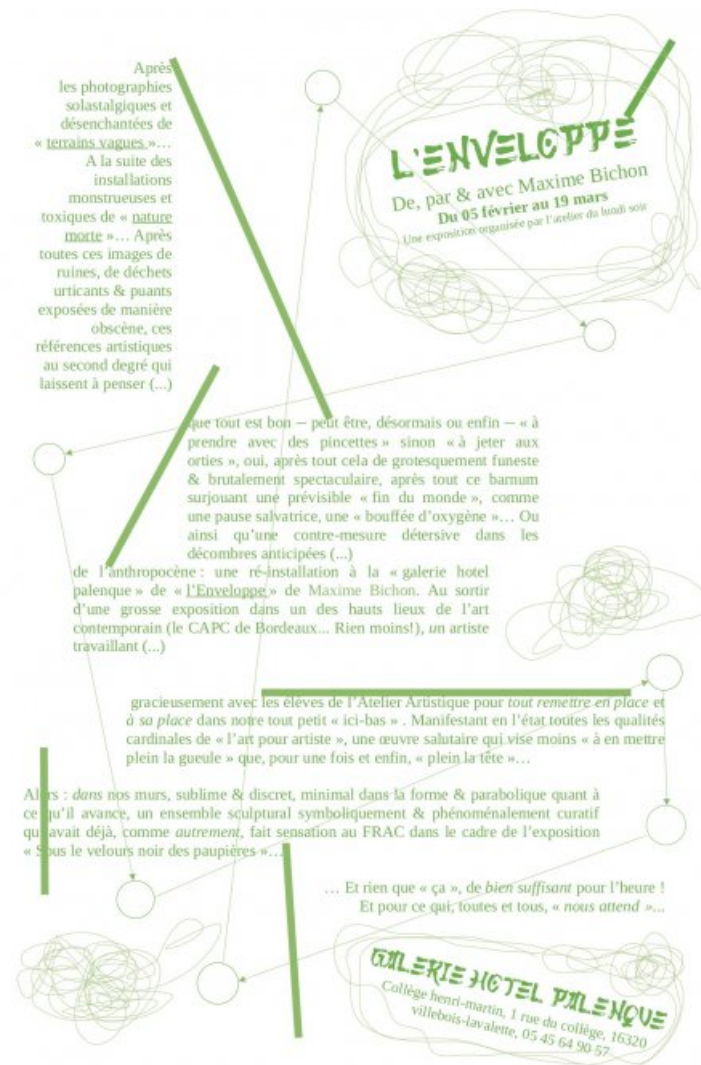 L'ENVELOPPE
De, par & avec Maxime Bichon
Du 05 février au 19 mars
Une exposition organisée par l'atelier du lundi soir
Après
les photographies
solastalgiques et
désenchantées de
« terrains vagues »…
A la suite des
installations
monstrueuses et
toxiques de « nature
morte »… Après
toutes ces images de
ruines, de déchets
urticants & puants
exposées de manière
obscène, ces
références artistiques
au second degré qui
laissent à penser (...)
que tout est bon – peut être, désormais ou enfin – « à
prendre avec des pincettes » sinon « à jeter aux
orties », oui, après tout cela de grotesquement funeste
& brutalement spectaculaire, après tout ce barnum
surjouant une prévisible « fin du monde », comme
une pause salvatrice, une « bouffée d'oxygène »… Ou
ainsi qu'une contre-mesure détersive dans les
décombres anticipées (...)
de l'anthropocène : une ré-installation à la « galerie hotel
palenque » de « l'Enveloppe » de Maxime Bichon. Au sortir
d'une grosse exposition dans un des hauts lieux de l'art
contemporain (le CAPC de Bordeaux... Rien moins!), un artiste
travaillant (...)
gracieusement avec les élèves de l'Atelier Artistique pour tout remettre en place et
à sa place dans notre tout petit « ici-bas » . Manifestant en l'état toutes les qualités
cardinales de « l'art pour artiste », une œuvre salutaire qui vise moins « à en mettre
plein la gueule » que, pour une fois et enfin, « plein la tête »…
Alors : dans nos murs, sublime & discret, minimal dans la forme & parabolique quant à
ce qu'il avance, un ensemble sculptural symboliquement & phénoménalement curatif
qui avait déjà, comme autrement, fait sensation au FRAC dans le cadre de l'exposition
« Sous le velours noir des paupières »…
… Et rien que « ça », de bien suffisant pour l'heure !
Et pour ce qui, toutes et tous, « nous attend »...
GALERIE HOTEL PALENQUE
Collège henri-martin, 1 rue du collège, 16320
villebois-lavalette, 05 45 64 90 57